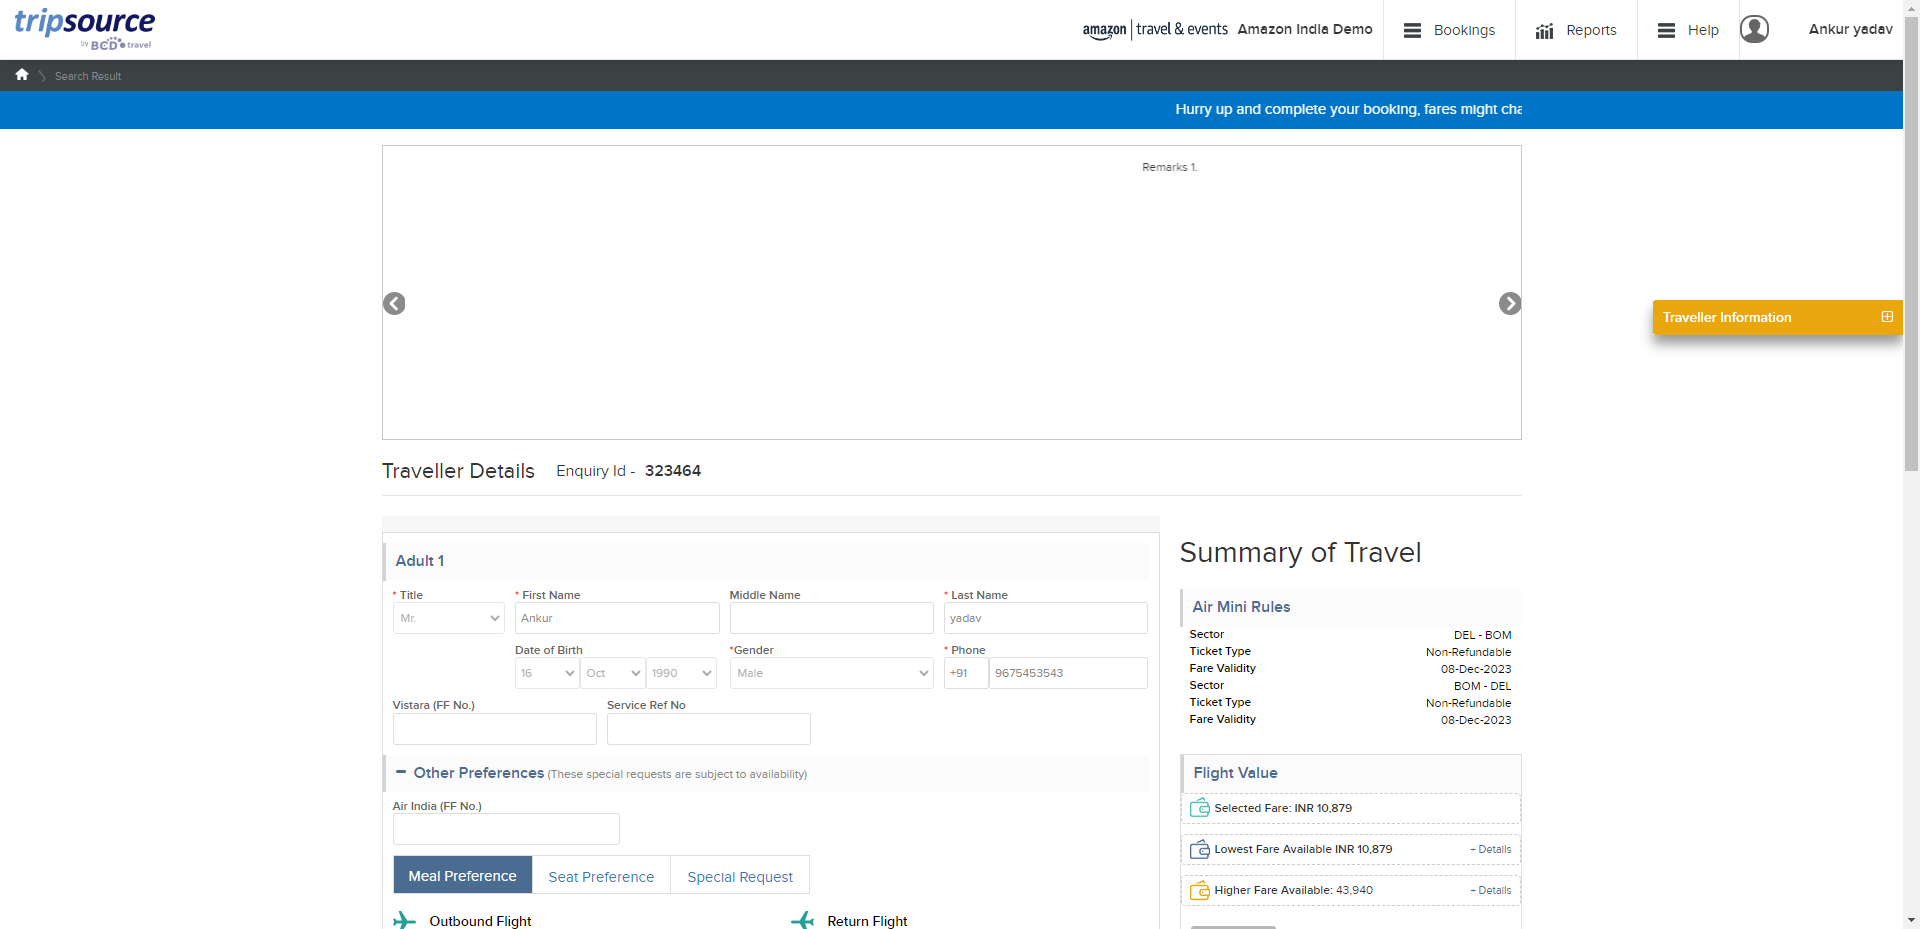 tripsource
by BCD travel
amazon | travel & events Amazon India Demo
Bookings
Reports
Help
Ankur yadav
Search Result
Hurry up and complete your booking, fares might cha
Remarks 1.
Traveller Information
Traveller Details Enquiry Id - 323464
Adult 1
* Title * First Name Middle Name * Last Name
Mr. Ankur yadav
Date of Birth *Gender * Phone
16 Oct 1990 Male +91 9675453543
Vistara (FF No.) Service Ref No
Other Preferences (These special requests are subject to availability)
Air India (FF No.)
Meal Preference Seat Preference Special Request
Outbound Flight Return Flight
Summary of Travel
Air Mini Rules
Sector DEL - BOM
Ticket Type Non-Refundable
Fare Validity 08-Dec-2023
Sector BOM - DEL
Ticket Type Non-Refundable
Fare Validity 08-Dec-2023
Flight Value
Selected Fare: INR 10,879
Lowest Fare Available INR 10,879 + Details
Higher Fare Available: 43,940 + Details